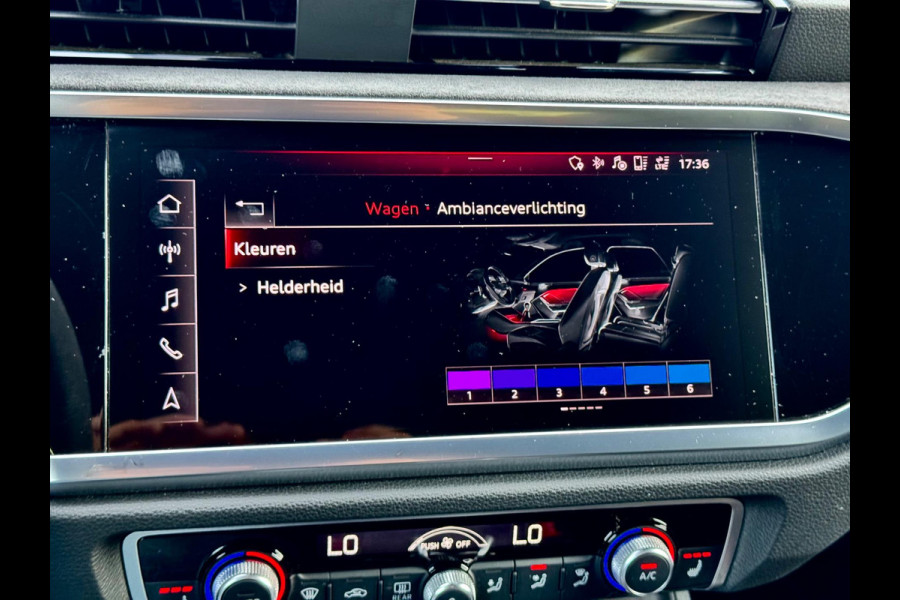 17:36
Wagen - Ambianceverlichting
Kleuren
> Helderheid
1 2 3 4 5 6
LO PUSH OFF LO
REAR A/C